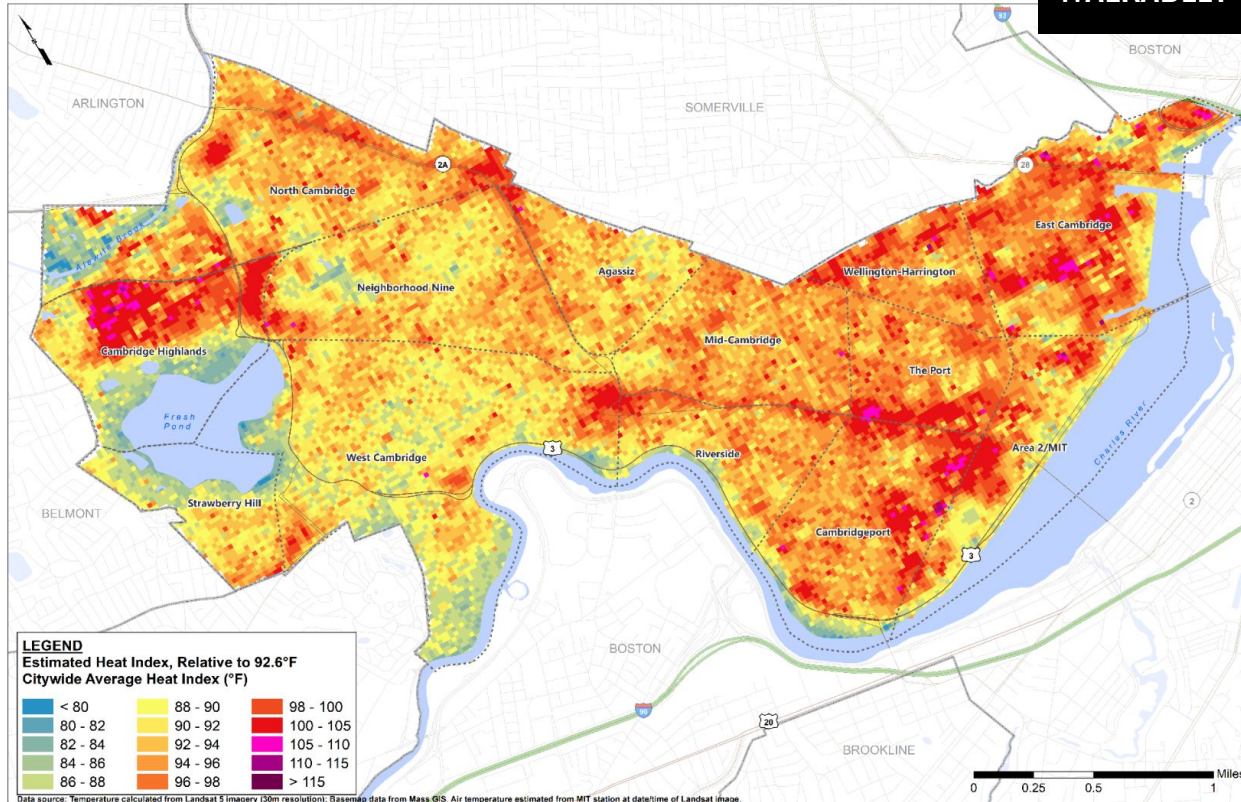 93
BOSTON
ARLINGTON
SOMERVILLE
2A
28
North Cambridge
East Cambridge
Alewife Brook
Agassiz
Wellington-Harrington
Neighborhood Nine
Mid-Cambridge
Cambridge Highlands
The Port
Fresh
Pond
Charles River
3
Riverside
Area 2/MIT
West Cambridge
2
Strawberry Hill
BELMONT
Cambridgeport
3
LEGEND
Estimated Heat Index, Relative to 92.6°F
Citywide Average Heat Index (°F)
< 80 88 - 90 98 - 100
80 - 82 90 - 92 100 - 105
82 - 84 92 - 94 105 - 110
84 - 86 94 - 96 110 - 115
86 - 88 96 - 98 > 115
BOSTON
90
20
BROOKLINE
Miles
0 0.25 0.5 1
Data source: Temperature calculated from Landsat 5 imagery (30m resolution); Basemap data from Mass GIS. Air temperature estimated from MIT station at date/time of Landsat image.